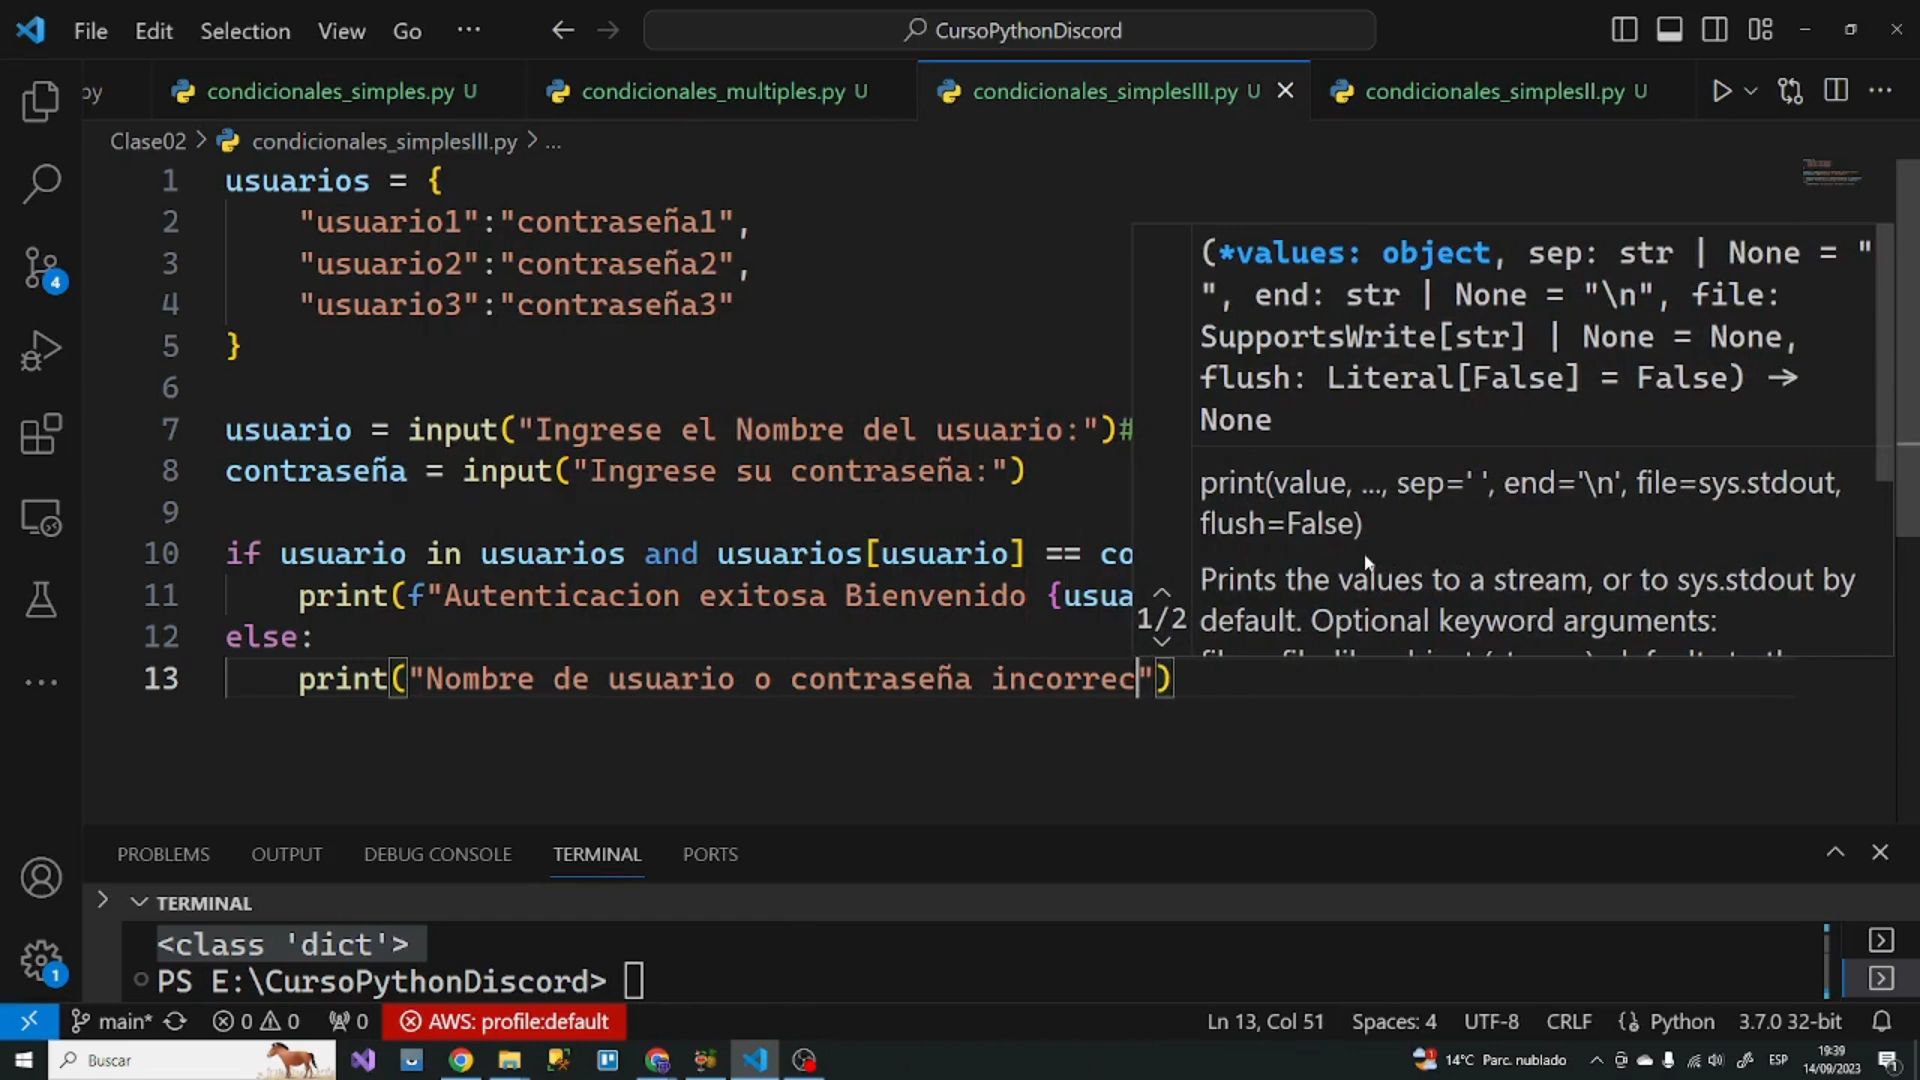 File Edit Selection View Go ··· CursoPythonDiscord
py condicionales_simples.py U condicionales_multiples.py U condicionales_simplesIII.py U condicionales_simplesII.py U
Clase02 > condicionales_simplesIII.py > ...
1 usuarios = {
2 "usuario1":"contraseña1",
3 "usuario2":"contraseña2",
4 "usuario3":"contraseña3"
5 }
6
7 usuario = input("Ingrese el Nombre del usuario:")#
8 contraseña = input("Ingrese su contraseña:")
9
10 if usuario in usuarios and usuarios[usuario] == co
11 print(f"Autenticacion exitosa Bienvenido {usua
12 else:
13 print("Nombre de usuario o contraseña incorrec")
(*values: object, sep: str | None = "
", end: str | None = "\n", file:
SupportsWrite[str] | None = None,
flush: Literal[False] = False) →
None
print(value, ..., sep=' ', end='\n', file=sys.stdout,
flush=False)
1/2
Prints the values to a stream, or to sys.stdout by
default. Optional keyword arguments:
4
1
PROBLEMS OUTPUT DEBUG CONSOLE TERMINAL PORTS
TERMINAL
<class 'dict'>
PS E:\CursoPythonDiscord>
main* 0 0 0 AWS: profile:default Ln 13, Col 51 Spaces: 4 UTF-8 CRLF Python 3.7.0 32-bit
Buscar 14°C Parc. nublado ESP 19:39
14/09/2023